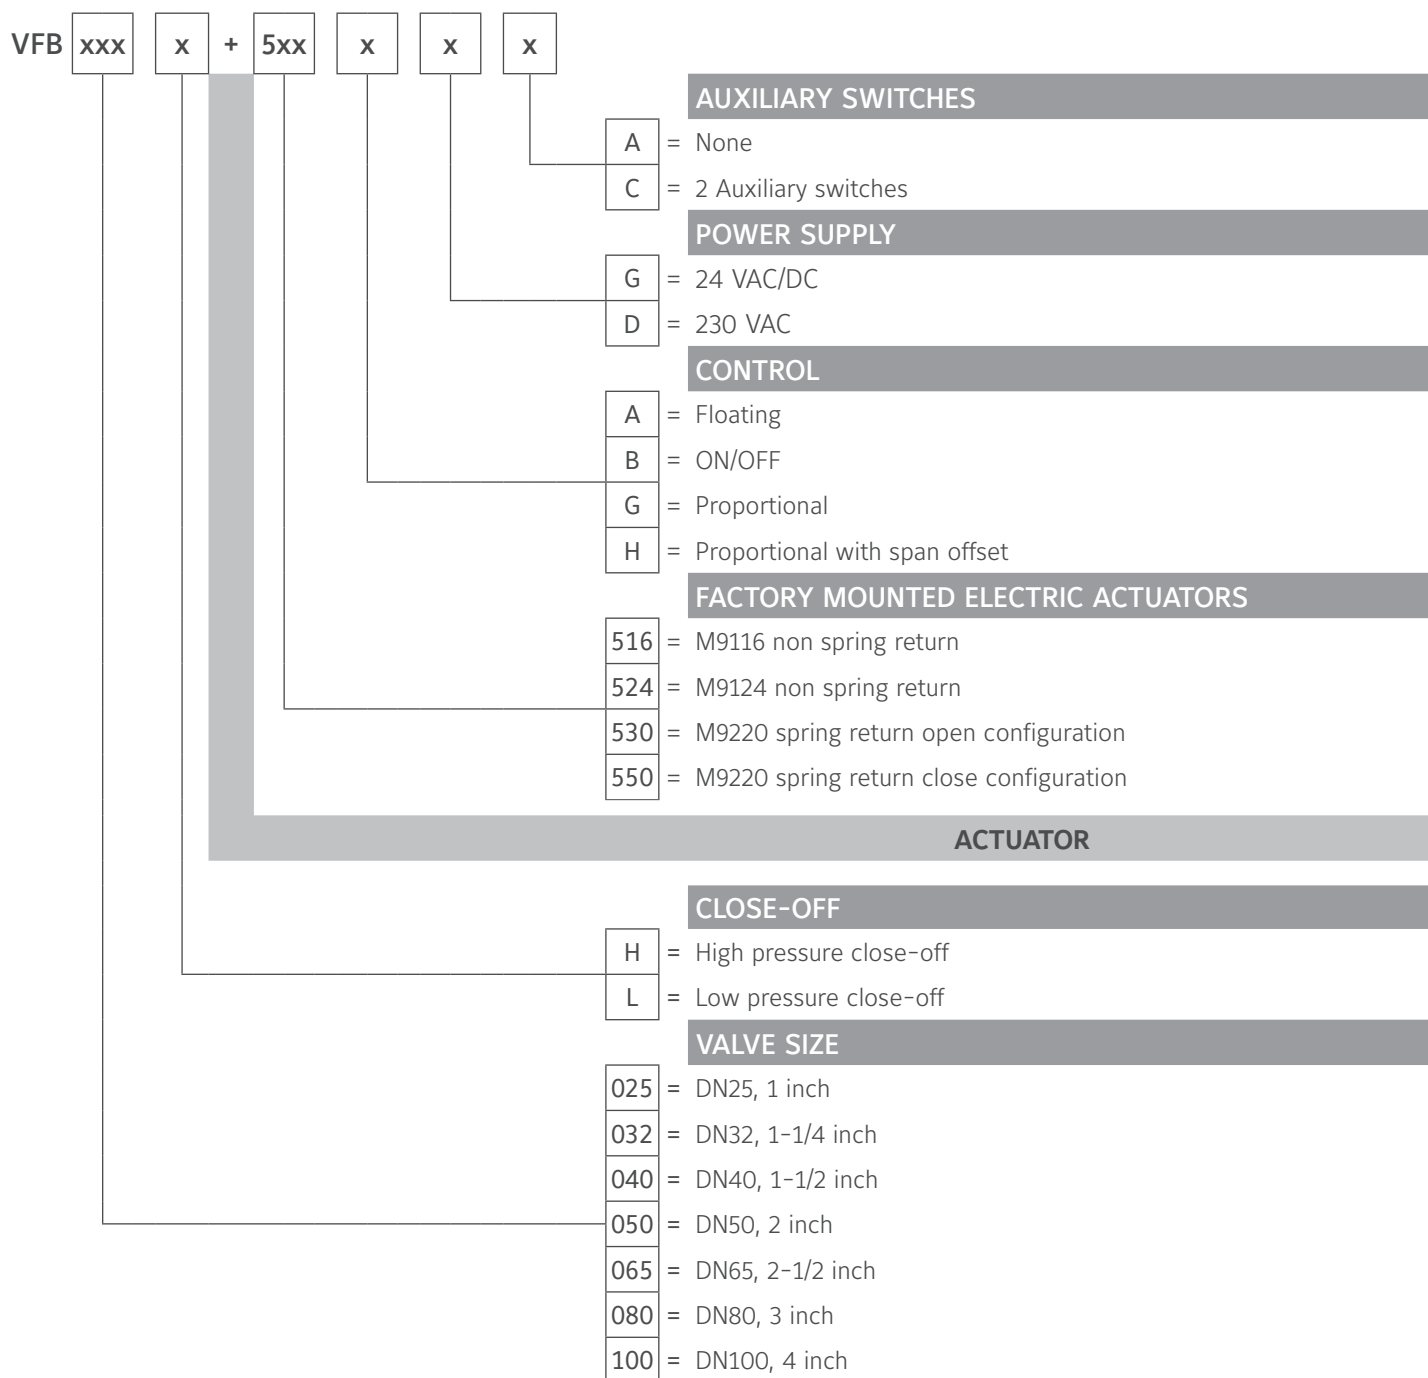 VFB xxx x + 5xx x x x
AUXILIARY SWITCHES
A = None
C = 2 Auxiliary switches
POWER SUPPLY
G = 24 VAC/DC
D = 230 VAC
CONTROL
A = Floating
B = ON/OFF
G = Proportional
H = Proportional with span offset
FACTORY MOUNTED ELECTRIC ACTUATORS
516 = M9116 non spring return
524 = M9124 non spring return
530 = M9220 spring return open configuration
550 = M9220 spring return close configuration
ACTUATOR
CLOSE-OFF
H = High pressure close-off
L = Low pressure close-off
VALVE SIZE
025 = DN25, 1 inch
032 = DN32, 1-1/4 inch
040 = DN40, 1-1/2 inch
050 = DN50, 2 inch
065 = DN65, 2-1/2 inch
080 = DN80, 3 inch
100 = DN100, 4 inch